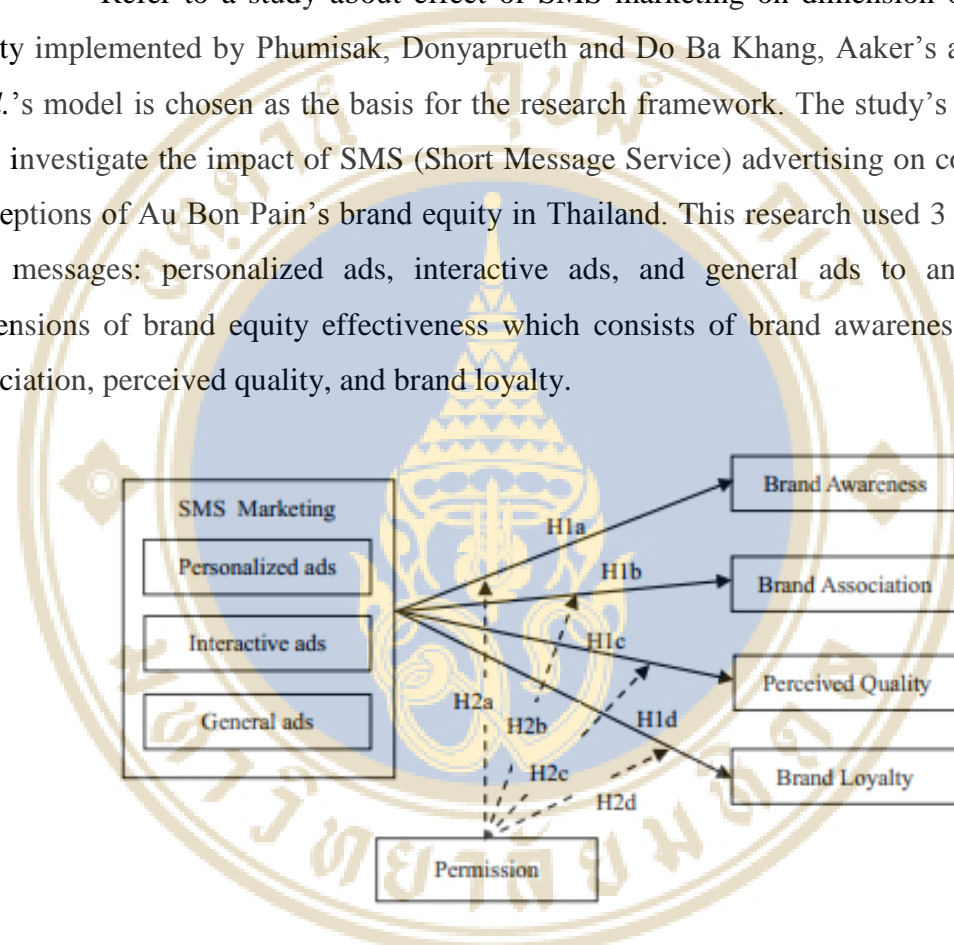 Refer to a study about effect of SMS marketing on dimension
ty implemented by Phumisak, Donyaprueth and Do Ba Khang, Aaker's a
l.'s model is chosen as the basis for the research framework. The study's
investigate the impact of SMS (Short Message Service) advertising on co
eptions of Au Bon Pain's brand equity in Thailand. This research used 3
messages: personalized ads, interactive ads, and general ads to an
ensions of brand equity effectiveness which consists of brand awarenes
ciation, perceived quality, and brand loyalty.
SMS Marketing
Personalized ads
Interactive ads
General ads
H1a
H1b
H1c
H1d
H2a
H2b
H2c
H2d
Brand Awareness
Brand Association
Perceived Quality
Brand Loyalty
Permission